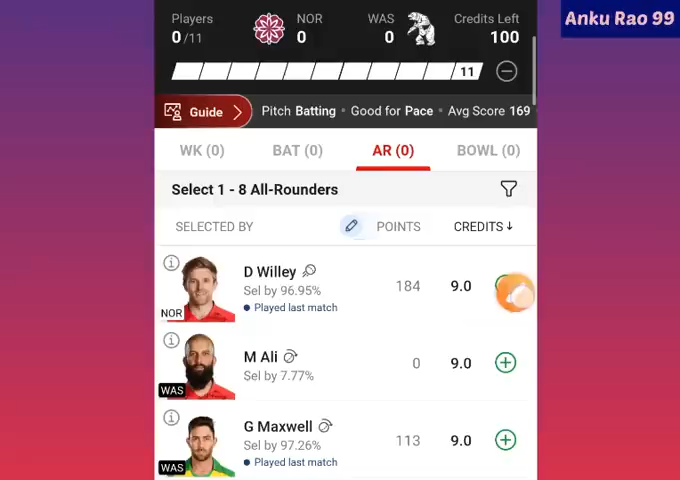 Anku Rao 99
Players NOR WAS Credits Left
0/11 0 0 100
11
Guide Pitch Batting • Good for Pace • Avg Score 169
WK (0) BAT (0) AR (0) BOWL (0)
Select 1 - 8 All-Rounders
SELECTED BY POINTS CREDITS↓
D Willey
Sel by 96.95%
184 9.0
• Played last match
NOR
M Ali
Sel by 7.77%
0 9.0
WAS
G Maxwell
Sel by 97.26%
113 9.0
• Played last match
WAS